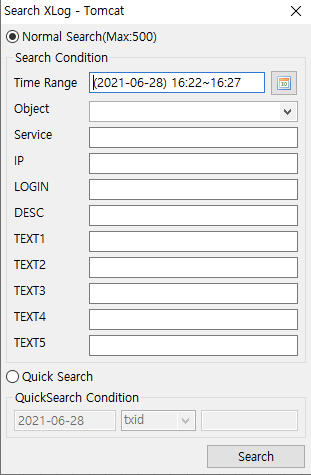 Search XLog - Tomcat
Normal Search(Max:500)
Search Condition
Time Range (2021-06-28) 16:22~16:27
Object
Service
IP
LOGIN
DESC
TEXT1
TEXT2
TEXT3
TEXT4
TEXT5
Quick Search
QuickSearch Condition
2021-06-28 txid
Search